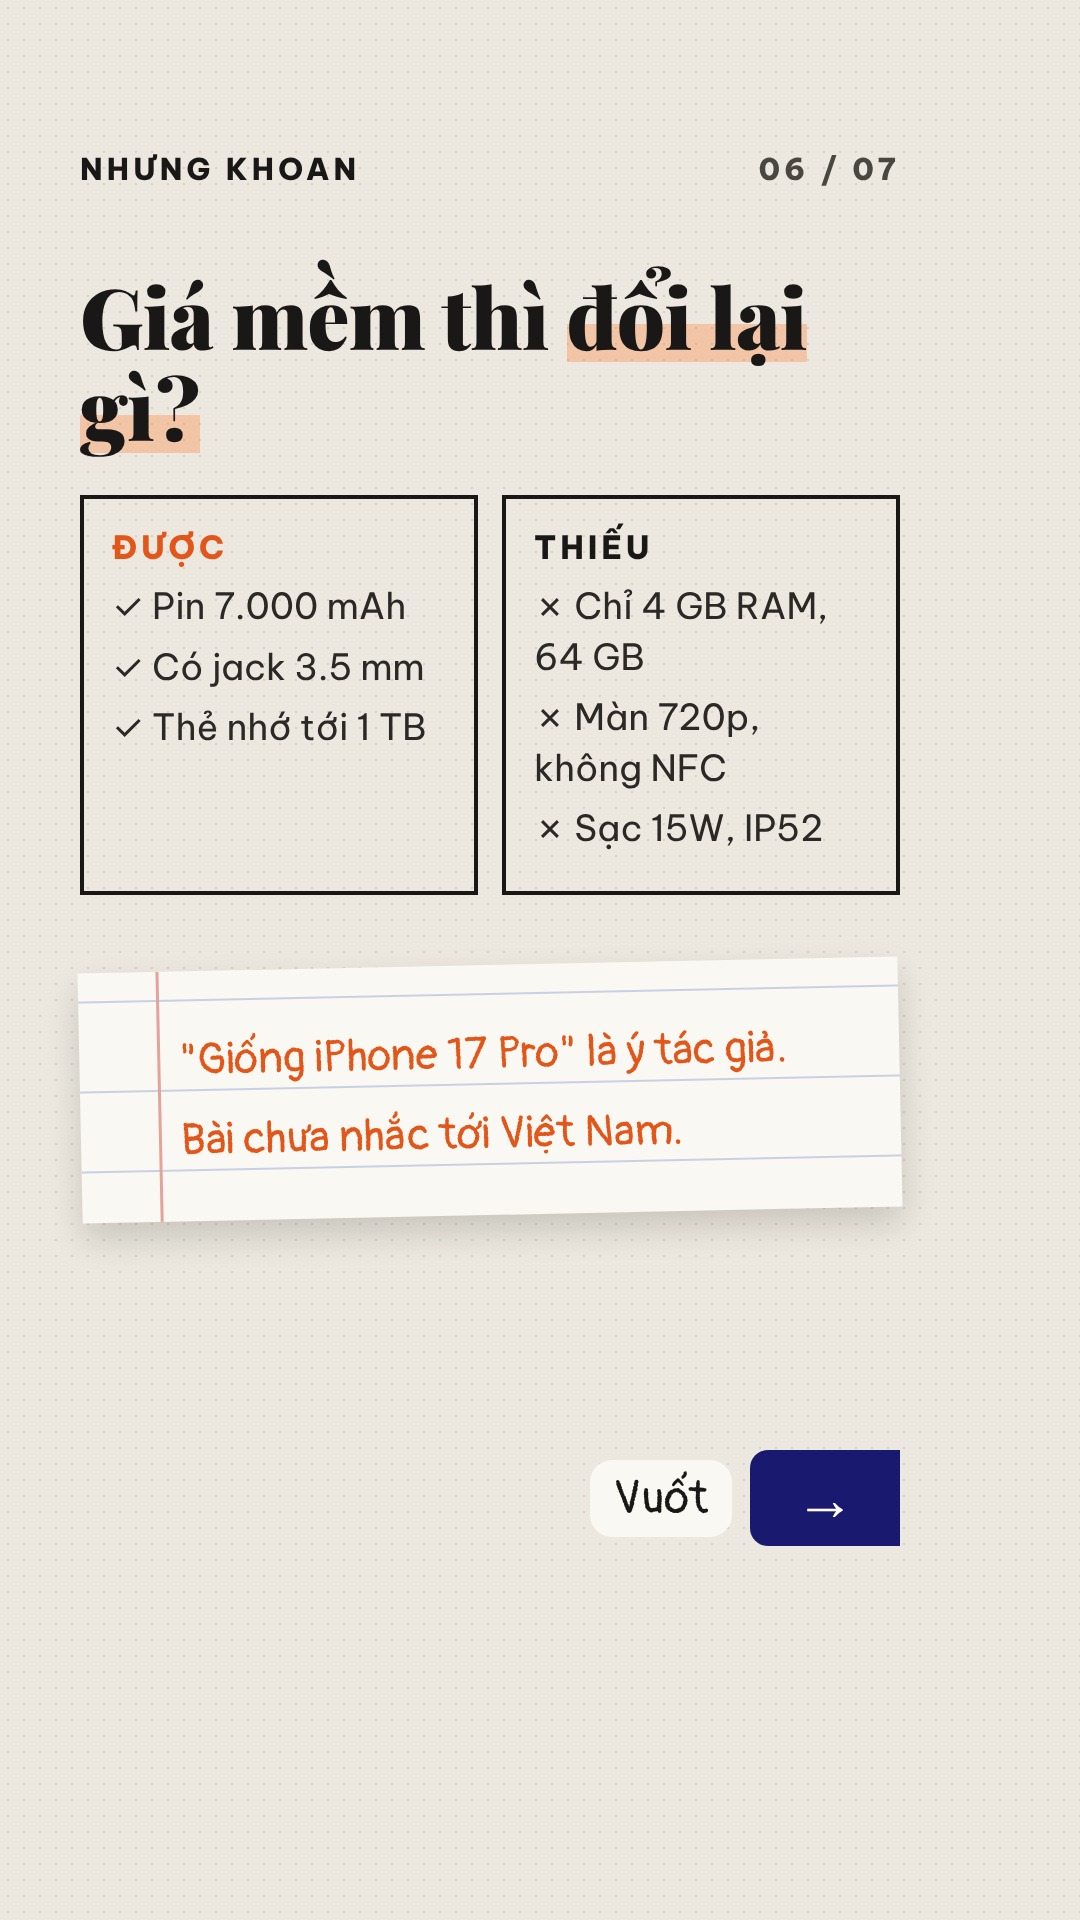 NHƯNG KHOAN
06 / 07
Giá mềm thì đổi lại
gì?
ĐƯỢC
✓ Pin 7.000 mAh
✓ Có jack 3.5 mm
✓ Thẻ nhớ tới 1 TB
THIẾU
× Chỉ 4 GB RAM,
64 GB
× Màn 720p,
không NFC
× Sạc 15W, IP52
"Giống iPhone 17 Pro" là ý tác giả.
Bài chưa nhắc tới Việt Nam.
Vuốt →